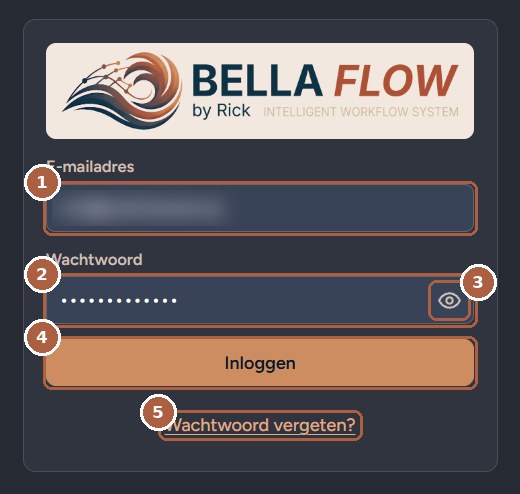 BELLA FLOW
by Rick INTELLIGENT WORKFLOW SYSTEM
E-mailadres
1
Wachtwoord
2
3
4
Inloggen
5
Wachtwoord vergeten?